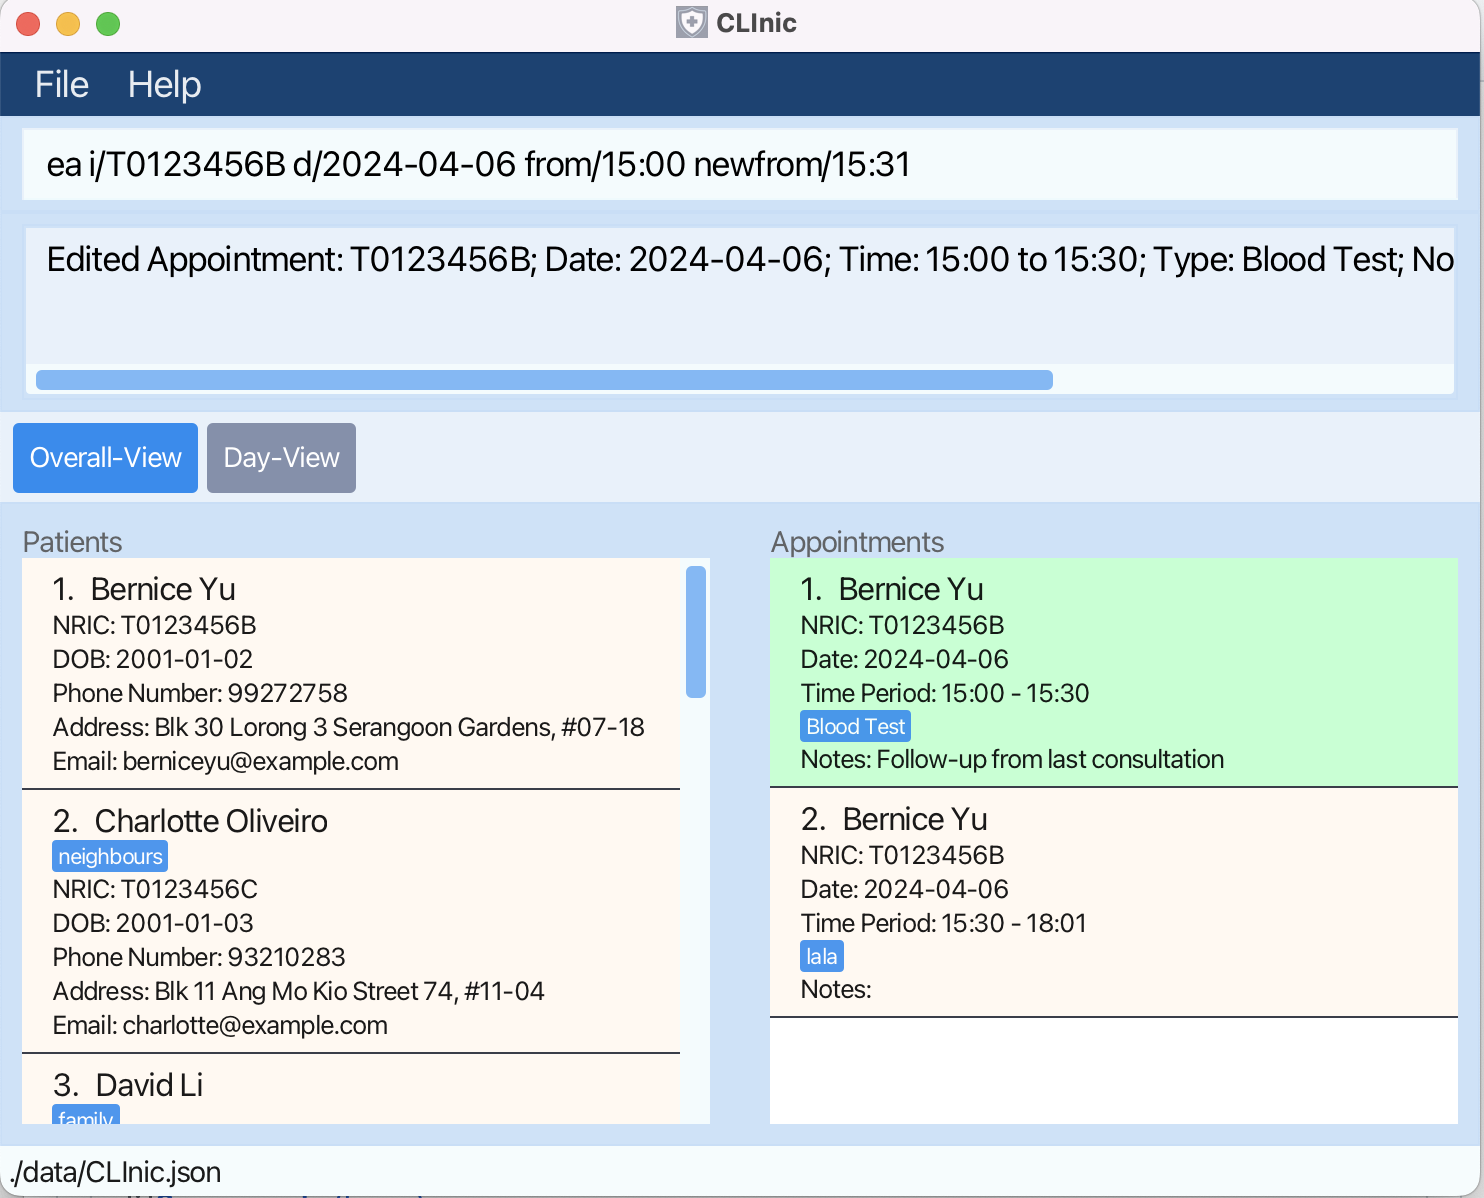 CLInic
File Help
ea i/T0123456B d/2024-04-06 from/15:00 newfrom/15:31
Edited Appointment: T0123456B; Date: 2024-04-06; Time: 15:00 to 15:30; Type: Blood Test; No
Overall-View Day-View
Patients
1. Bernice Yu
NRIC: T0123456B
DOB: 2001-01-02
Phone Number: 99272758
Address: Blk 30 Lorong 3 Serangoon Gardens, #07-18
Email: berniceyu@example.com
2. Charlotte Oliveiro
neighbours
NRIC: T0123456C
DOB: 2001-01-03
Phone Number: 93210283
Address: Blk 11 Ang Mo Kio Street 74, #11-04
Email: charlotte@example.com
3. David Li
family
Appointments
1. Bernice Yu
NRIC: T0123456B
Date: 2024-04-06
Time Period: 15:00 - 15:30
Blood Test
Notes: Follow-up from last consultation
2. Bernice Yu
NRIC: T0123456B
Date: 2024-04-06
Time Period: 15:30 - 18:01
lala
Notes:
./data/CLInic.json